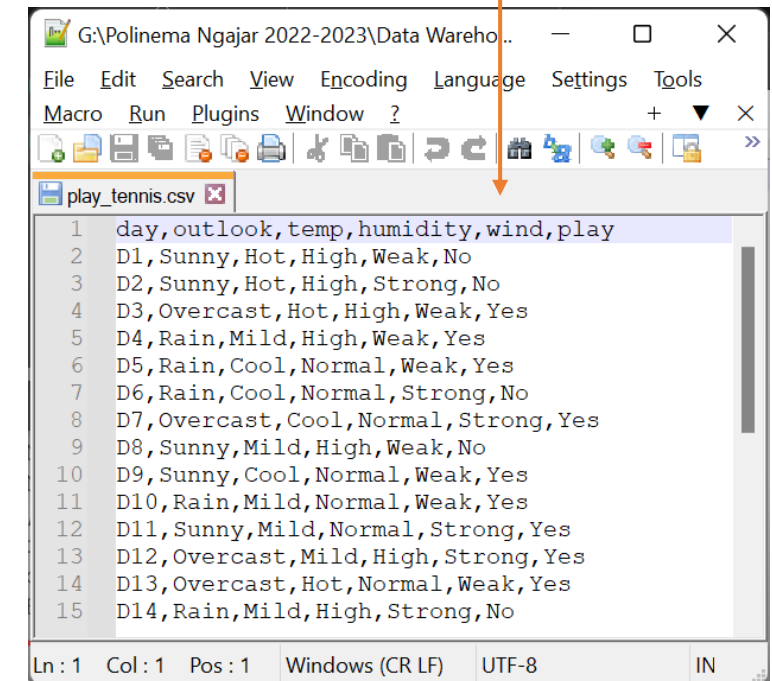 G:\Polinema Ngajar 2022-2023\Data Wareho...
File Edit Search View Encoding Language Settings Tools
Macro Run Plugins Window ? + ▼ ×
play_tennis.csv
1 day,outlook,temp,humidity,wind,play
2 D1,Sunny,Hot,High,Weak,No
3 D2,Sunny,Hot,High,Strong,No
4 D3,Overcast,Hot,High,Weak,Yes
5 D4,Rain,Mild,High,Weak,Yes
6 D5,Rain,Cool,Normal,Weak,Yes
7 D6,Rain,Cool,Normal,Strong,No
8 D7,Overcast,Cool,Normal,Strong,Yes
9 D8,Sunny,Mild,High,Weak,No
10 D9,Sunny,Cool,Normal,Weak,Yes
11 D10,Rain,Mild,Normal,Weak,Yes
12 D11,Sunny,Mild,Normal,Strong,Yes
13 D12,Overcast,Mild,High,Strong,Yes
14 D13,Overcast,Hot,Normal,Weak,Yes
15 D14,Rain,Mild,High,Strong,No
Ln : 1 Col : 1 Pos : 1 Windows (CR LF) UTF-8 IN